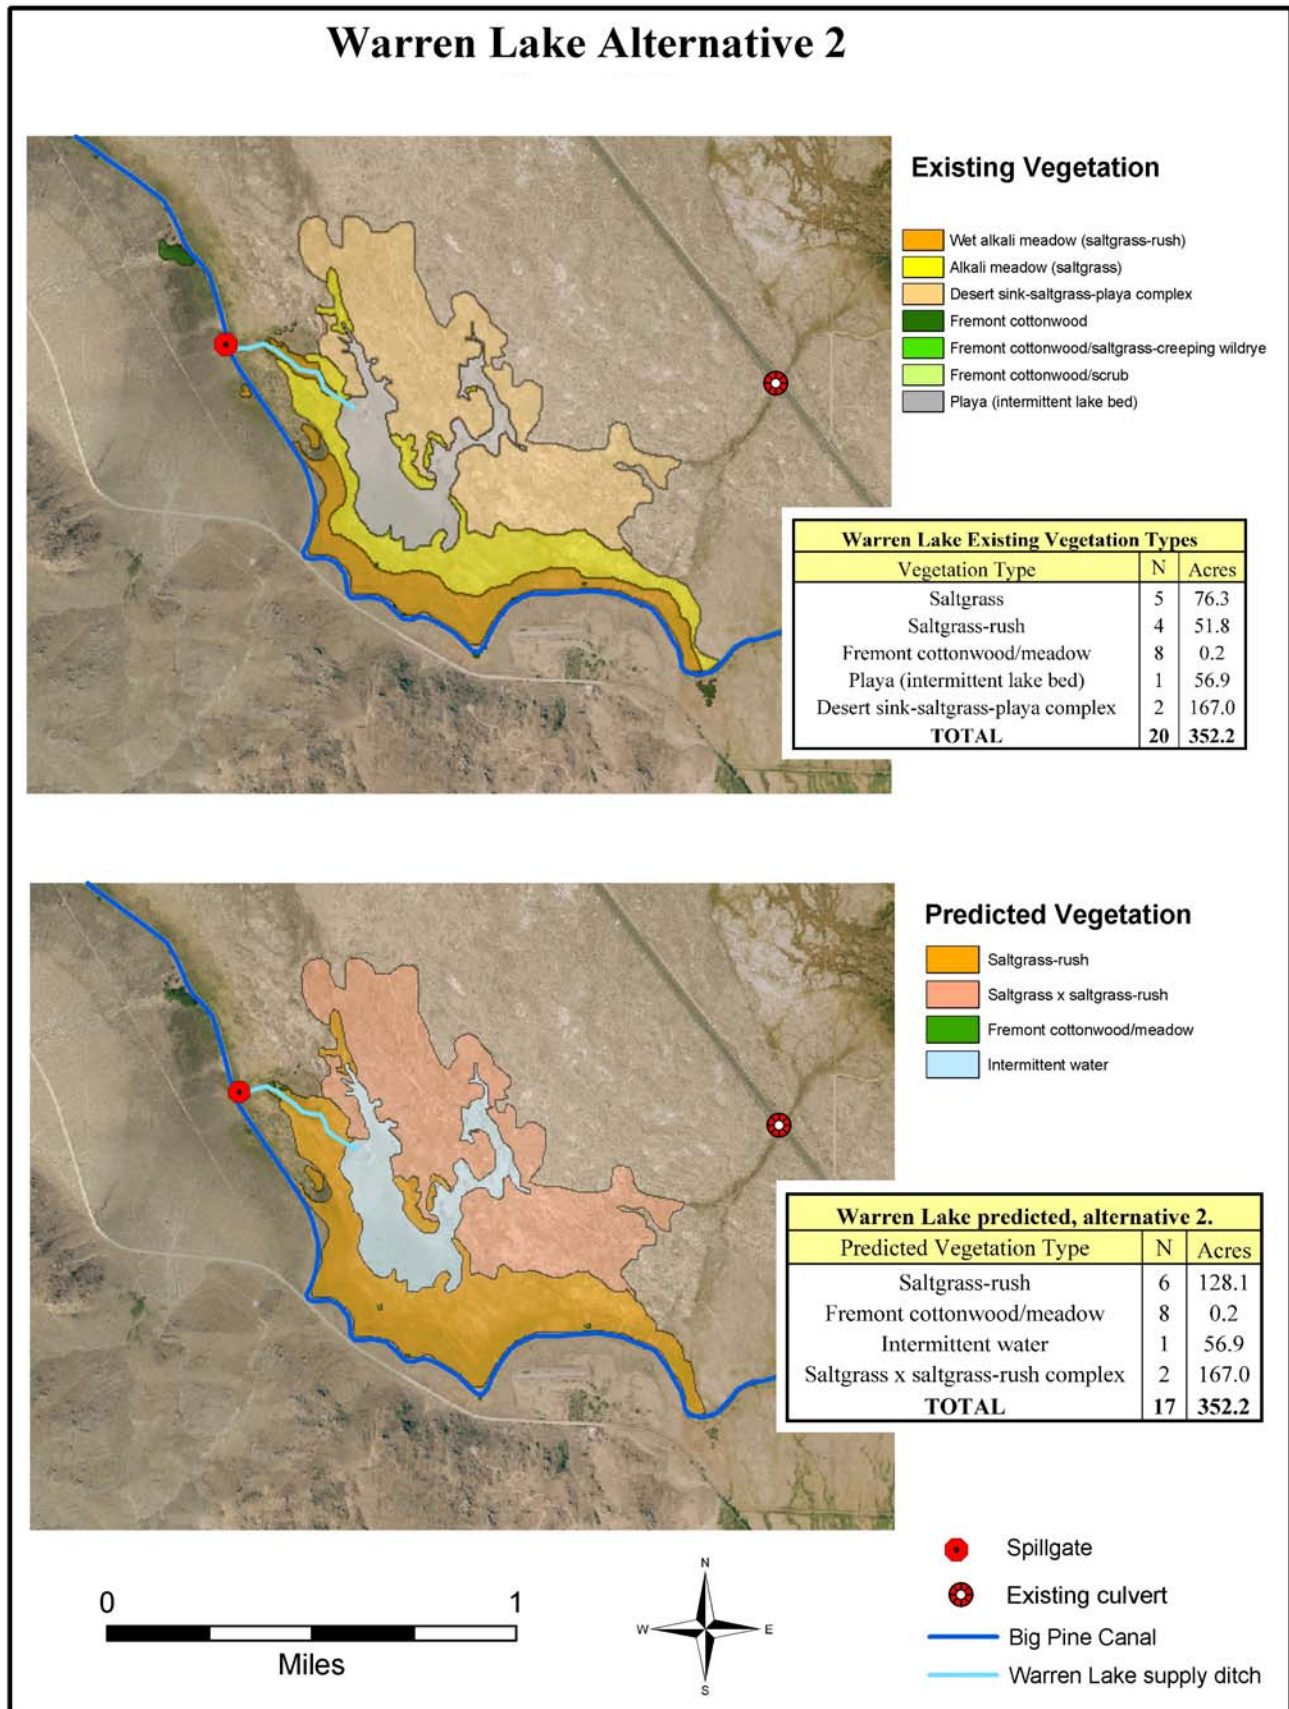 Warren Lake Alternative 2
Existing Vegetation
Wet alkali meadow (saltgrass-rush)
Alkali meadow (saltgrass)
Desert sink-saltgrass-playa complex
Fremont cottonwood
Fremont cottonwood/saltgrass-creeping wildrye
Fremont cottonwood/scrub
Playa (intermittent lake bed)
Warren Lake Existing Vegetation Types
Vegetation Type N Acres
Saltgrass 5 76.3
Saltgrass-rush 4 51.8
Fremont cottonwood/meadow 8 0.2
Playa (intermittent lake bed) 1 56.9
Desert sink-saltgrass-playa complex 2 167.0
TOTAL 20 352.2
Predicted Vegetation
Saltgrass-rush
Saltgrass x saltgrass-rush
Fremont cottonwood/meadow
Intermittent water
Warren Lake predicted, alternative 2.
Predicted Vegetation Type N Acres
Saltgrass-rush 6 128.1
Fremont cottonwood/meadow 8 0.2
Intermittent water 1 56.9
Saltgrass x saltgrass-rush complex 2 167.0
TOTAL 17 352.2
Spillgate
Existing culvert
Big Pine Canal
Warren Lake supply ditch
0 1
Miles
N
W E
S